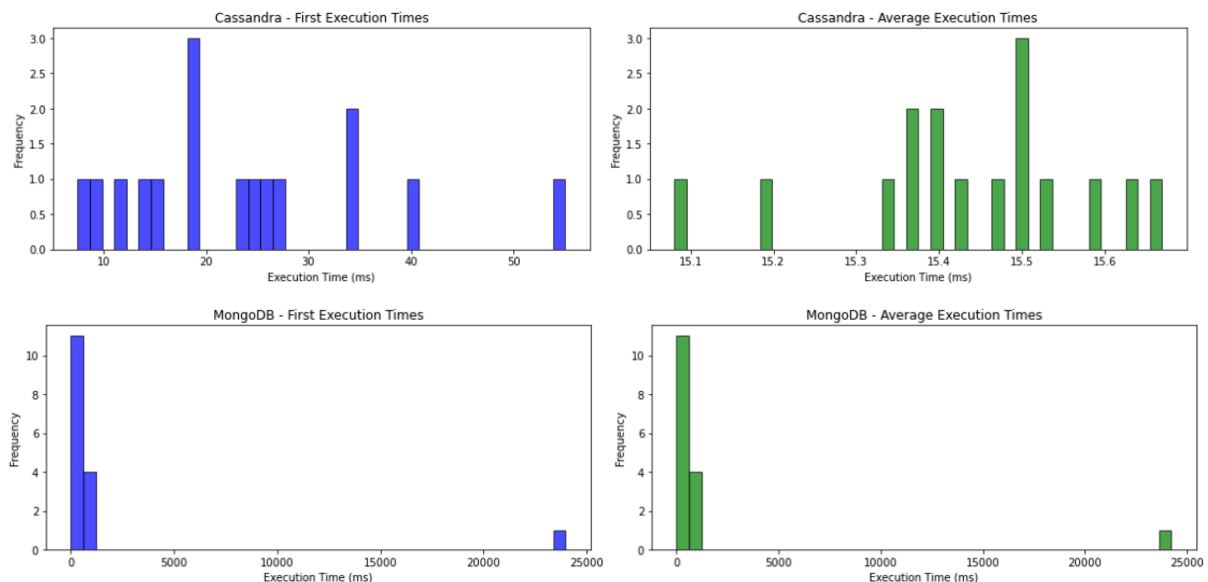 Cassandra - First Execution Times
3.0
2.5
2.0
1.5
1.0
0.5
0.0
Frequency
10 20 30 40 50
Execution Time (ms)
Cassandra - Average Execution Times
3.0
2.5
2.0
1.5
1.0
0.5
0.0
Frequency
15.1 15.2 15.3 15.4 15.5 15.6
Execution Time (ms)
MongoDB - First Execution Times
10
8
6
4
2
0
Frequency
0 5000 10000 15000 20000 25000
Execution Time (ms)
MongoDB - Average Execution Times
10
8
6
4
2
0
Frequency
0 5000 10000 15000 20000 25000
Execution Time (ms)